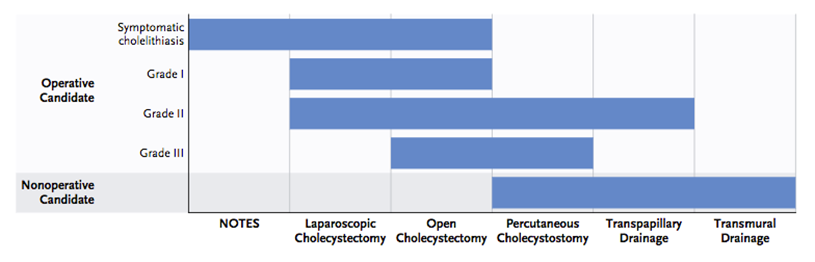 Symptomatic
cholelithiasis
Operative
Candidate
Grade I
Grade II
Grade III
Nonoperative
Candidate
NOTES
Laparoscopic
Cholecystectomy
Open
Cholecystectomy
Percutaneous
Cholecystostomy
Transpapillary
Drainage
Transmural
Drainage